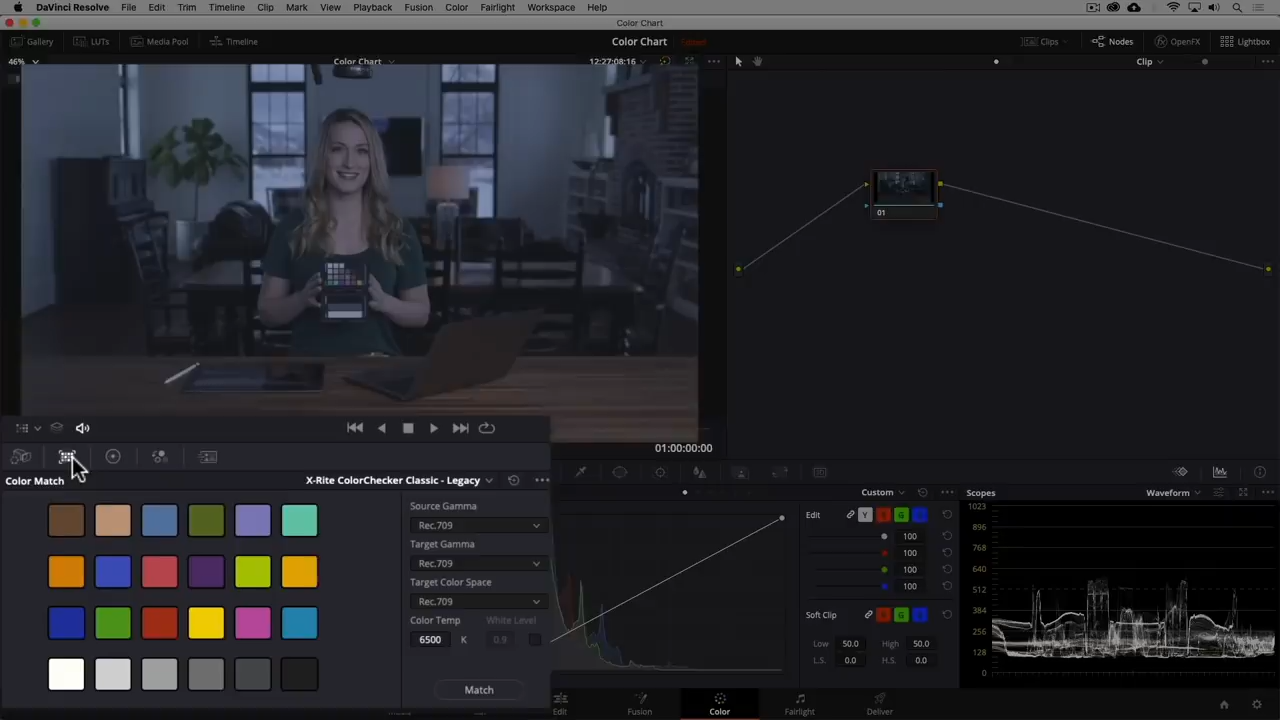 DaVinci Resolve File Edit Trim Timeline Clip Mark View Playback Fusion Color Fairlight Workspace Help
Color Chart
Gallery LUTs Media Pool Timeline Color Chart Edited Clips Nodes OpenFX Lightbox
46% Color Chart 12:27:08:16 Clip
01
01:00:00:00
Color Match X-Rite ColorChecker Classic - Legacy
Source Gamma
Rec.709
Target Gamma
Rec.709
Target Color Space
Rec.709
Color Temp White Level
6500 K 0.9
Match
Custom
Edit Y
100
100
100
100
Soft Clip
Low 50.0 High 50.0
L.S. 0.0 H.S. 0.0
Scopes Waveform
1023
896
768
640
512
384
256
128
0
Edit Fusion Color Fairlight Deliver